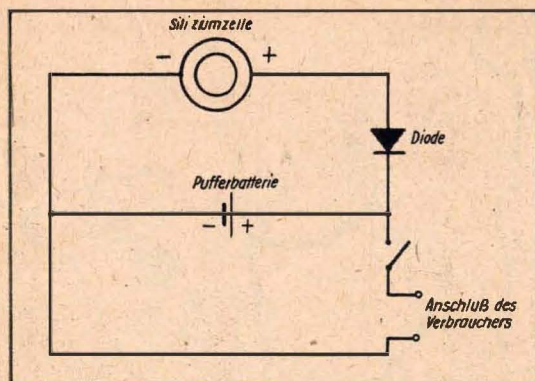 Siliziumzelle
- +
Diode
Pufferbatterie
- +
Anschluß des
Verbrauchers